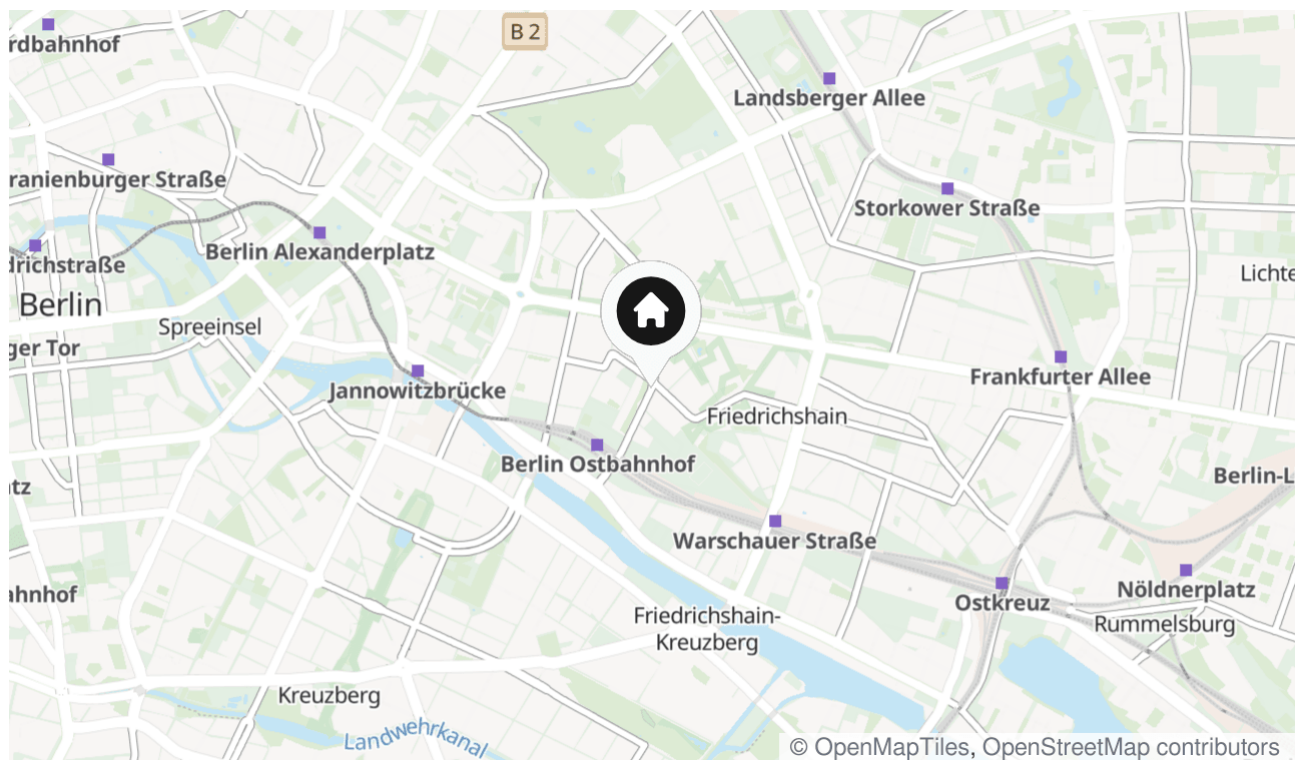 B 2
rdbahnhof
Landsberger Allee
ranienburger Straße
Storkower Straße
Berlin Alexanderplatz
drichstraße
Lichte
Berlin
Spreeinsel
ger Tor
Frankfurter Allee
Jannowitzbrücke
Friedrichshain
Berlin Ostbahnhof
Berlin-L
tz
Warschauer Straße
Nöldnerplatz
ahnhof
Ostkreuz
Friedrichshain-
Kreuzberg
Rummelsburg
Kreuzberg
Landwehrkanal
© OpenMapTiles, OpenStreetMap contributors